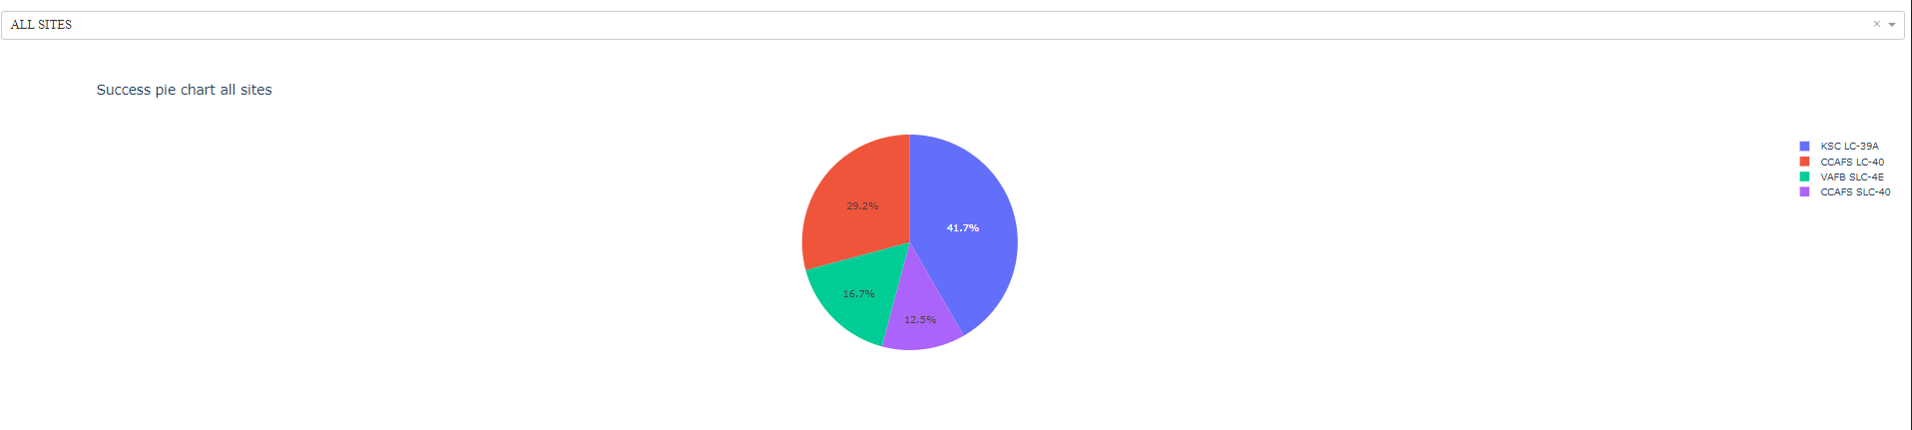 ALL SITES
Success pie chart all sites
KSC LC-39A
CCAFS LC-40
VAFB SLC-4E
CCAFS SLC-40
29.2%
41.7%
16.7%
12.5%